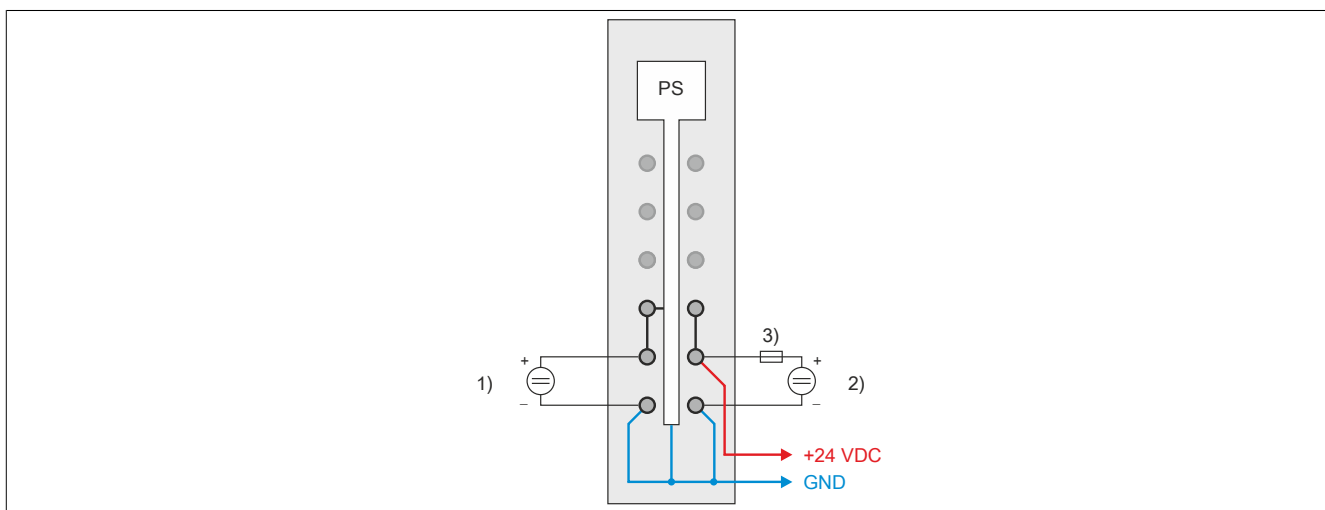 PS
3)
+
+
1)
2)
–
–
+24 VDC
GND